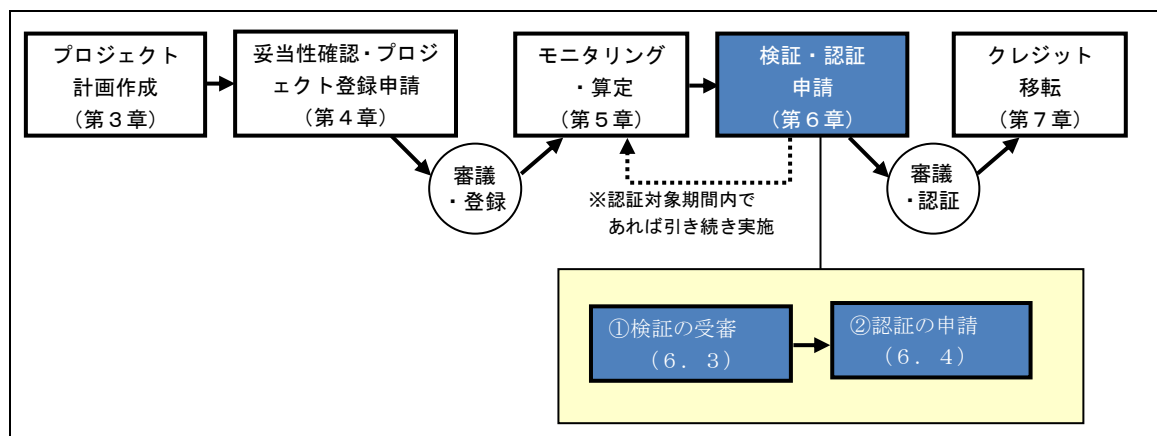 プロジェクト
計画作成
（第３章）
妥当性確認・プロジ
ェクト登録申請
（第４章）
審議
・登録
モニタリング
・算定
（第５章）
検証・認証
申請
（第６章）
審議
・認証
クレジット
移転
（第７章）
※認証対象期間内で
あれば引き続き実施
①検証の受審
（６．３）
②認証の申請
（６．４）